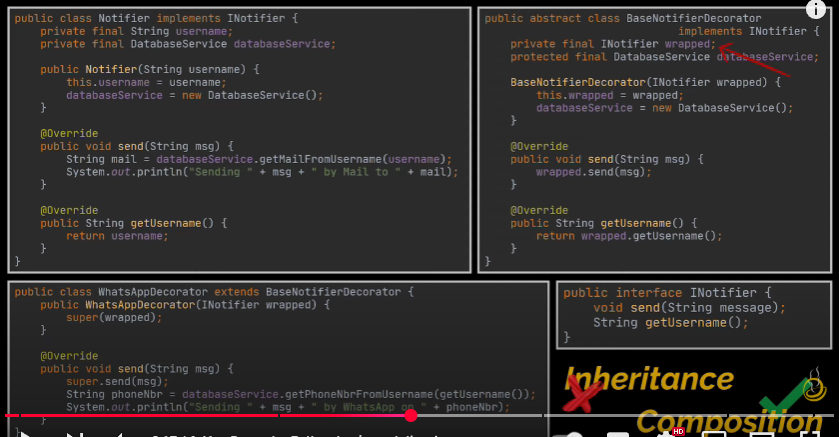 public class Notifier implements INotifier {
private final String username;
private final DatabaseService databaseService;
public Notifier(String username) {
this.username = username;
databaseService = new DatabaseService();
}
@Override
public void send(String msg) {
String mail = databaseService.getMailFromUsername(username);
System.out.println("Sending " + msg + " by Mail to " + mail);
}
@Override
public String getUsername() {
return username;
}
}
public abstract class BaseNotifierDecorator
implements INotifier {
private final INotifier wrapped;
protected final DatabaseService databaseService;
BaseNotifierDecorator(INotifier wrapped) {
this.wrapped = wrapped;
databaseService = new DatabaseService();
}
@Override
public void send(String msg) {
wrapped.send(msg);
}
@Override
public String getUsername() {
return wrapped.getUsername();
}
}
public class WhatsAppDecorator extends BaseNotifierDecorator {
public WhatsAppDecorator(INotifier wrapped) {
super(wrapped);
}
@Override
public void send(String msg) {
super.send(msg);
String phoneNbr = databaseService.getPhoneNbrFromUsername(getUsername());
System.out.println("Sending " + msg + " by WhatsApp on " + phoneNbr);
}
public interface INotifier {
void send(String message);
String getUsername();
}
Inheritance
Composition
HD